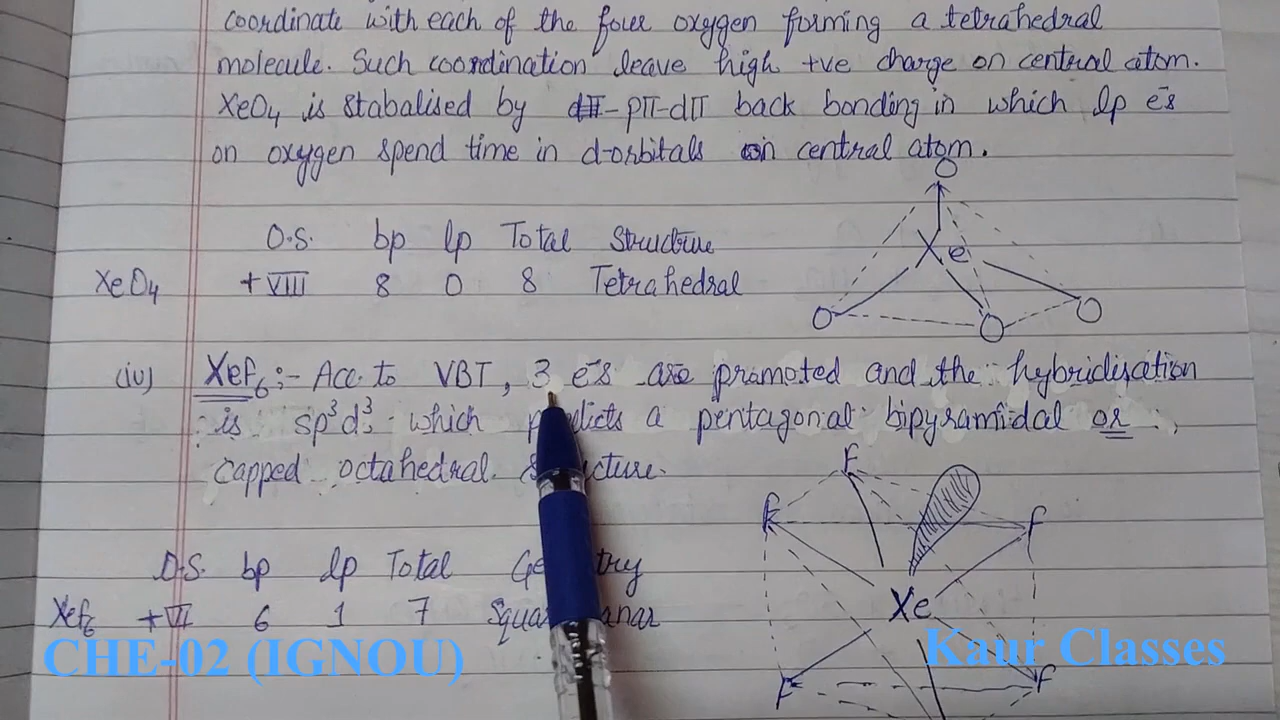 coordinate with each of the four oxygen forming a tetrahedral
molecule. Such coordination leave high +ve charge on central atom.
XeO4 is stabalised by dπ-pπ-dπ back bonding in which lp e⁻s
on oxygen spend time in d-orbitals on central atom.
O
O.S. bp lp Total Structure
Xe
XeO4 +VIII 8 0 8 Tetrahedral
O O O
(iv) XeF6:- Acc. to VBT, 3 e⁻s are promoted and the hybridisation
is sp³d³ which a pentagonal bipyramidal or
capped octahedral
F
F F
O.S. bp lp Total
Xe
XeF6 +VI 6 1 7
F F
CHE-02 (IGNOU)
Kaur Classes